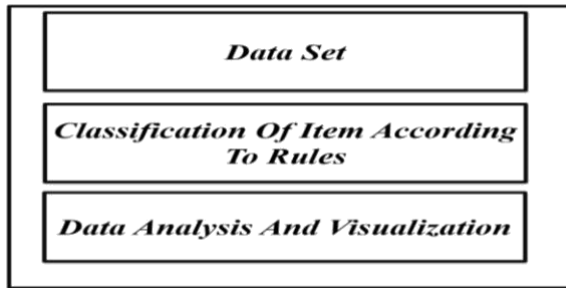 Data Set
Classification Of Item According
To Rules
Data Analysis And Visualization